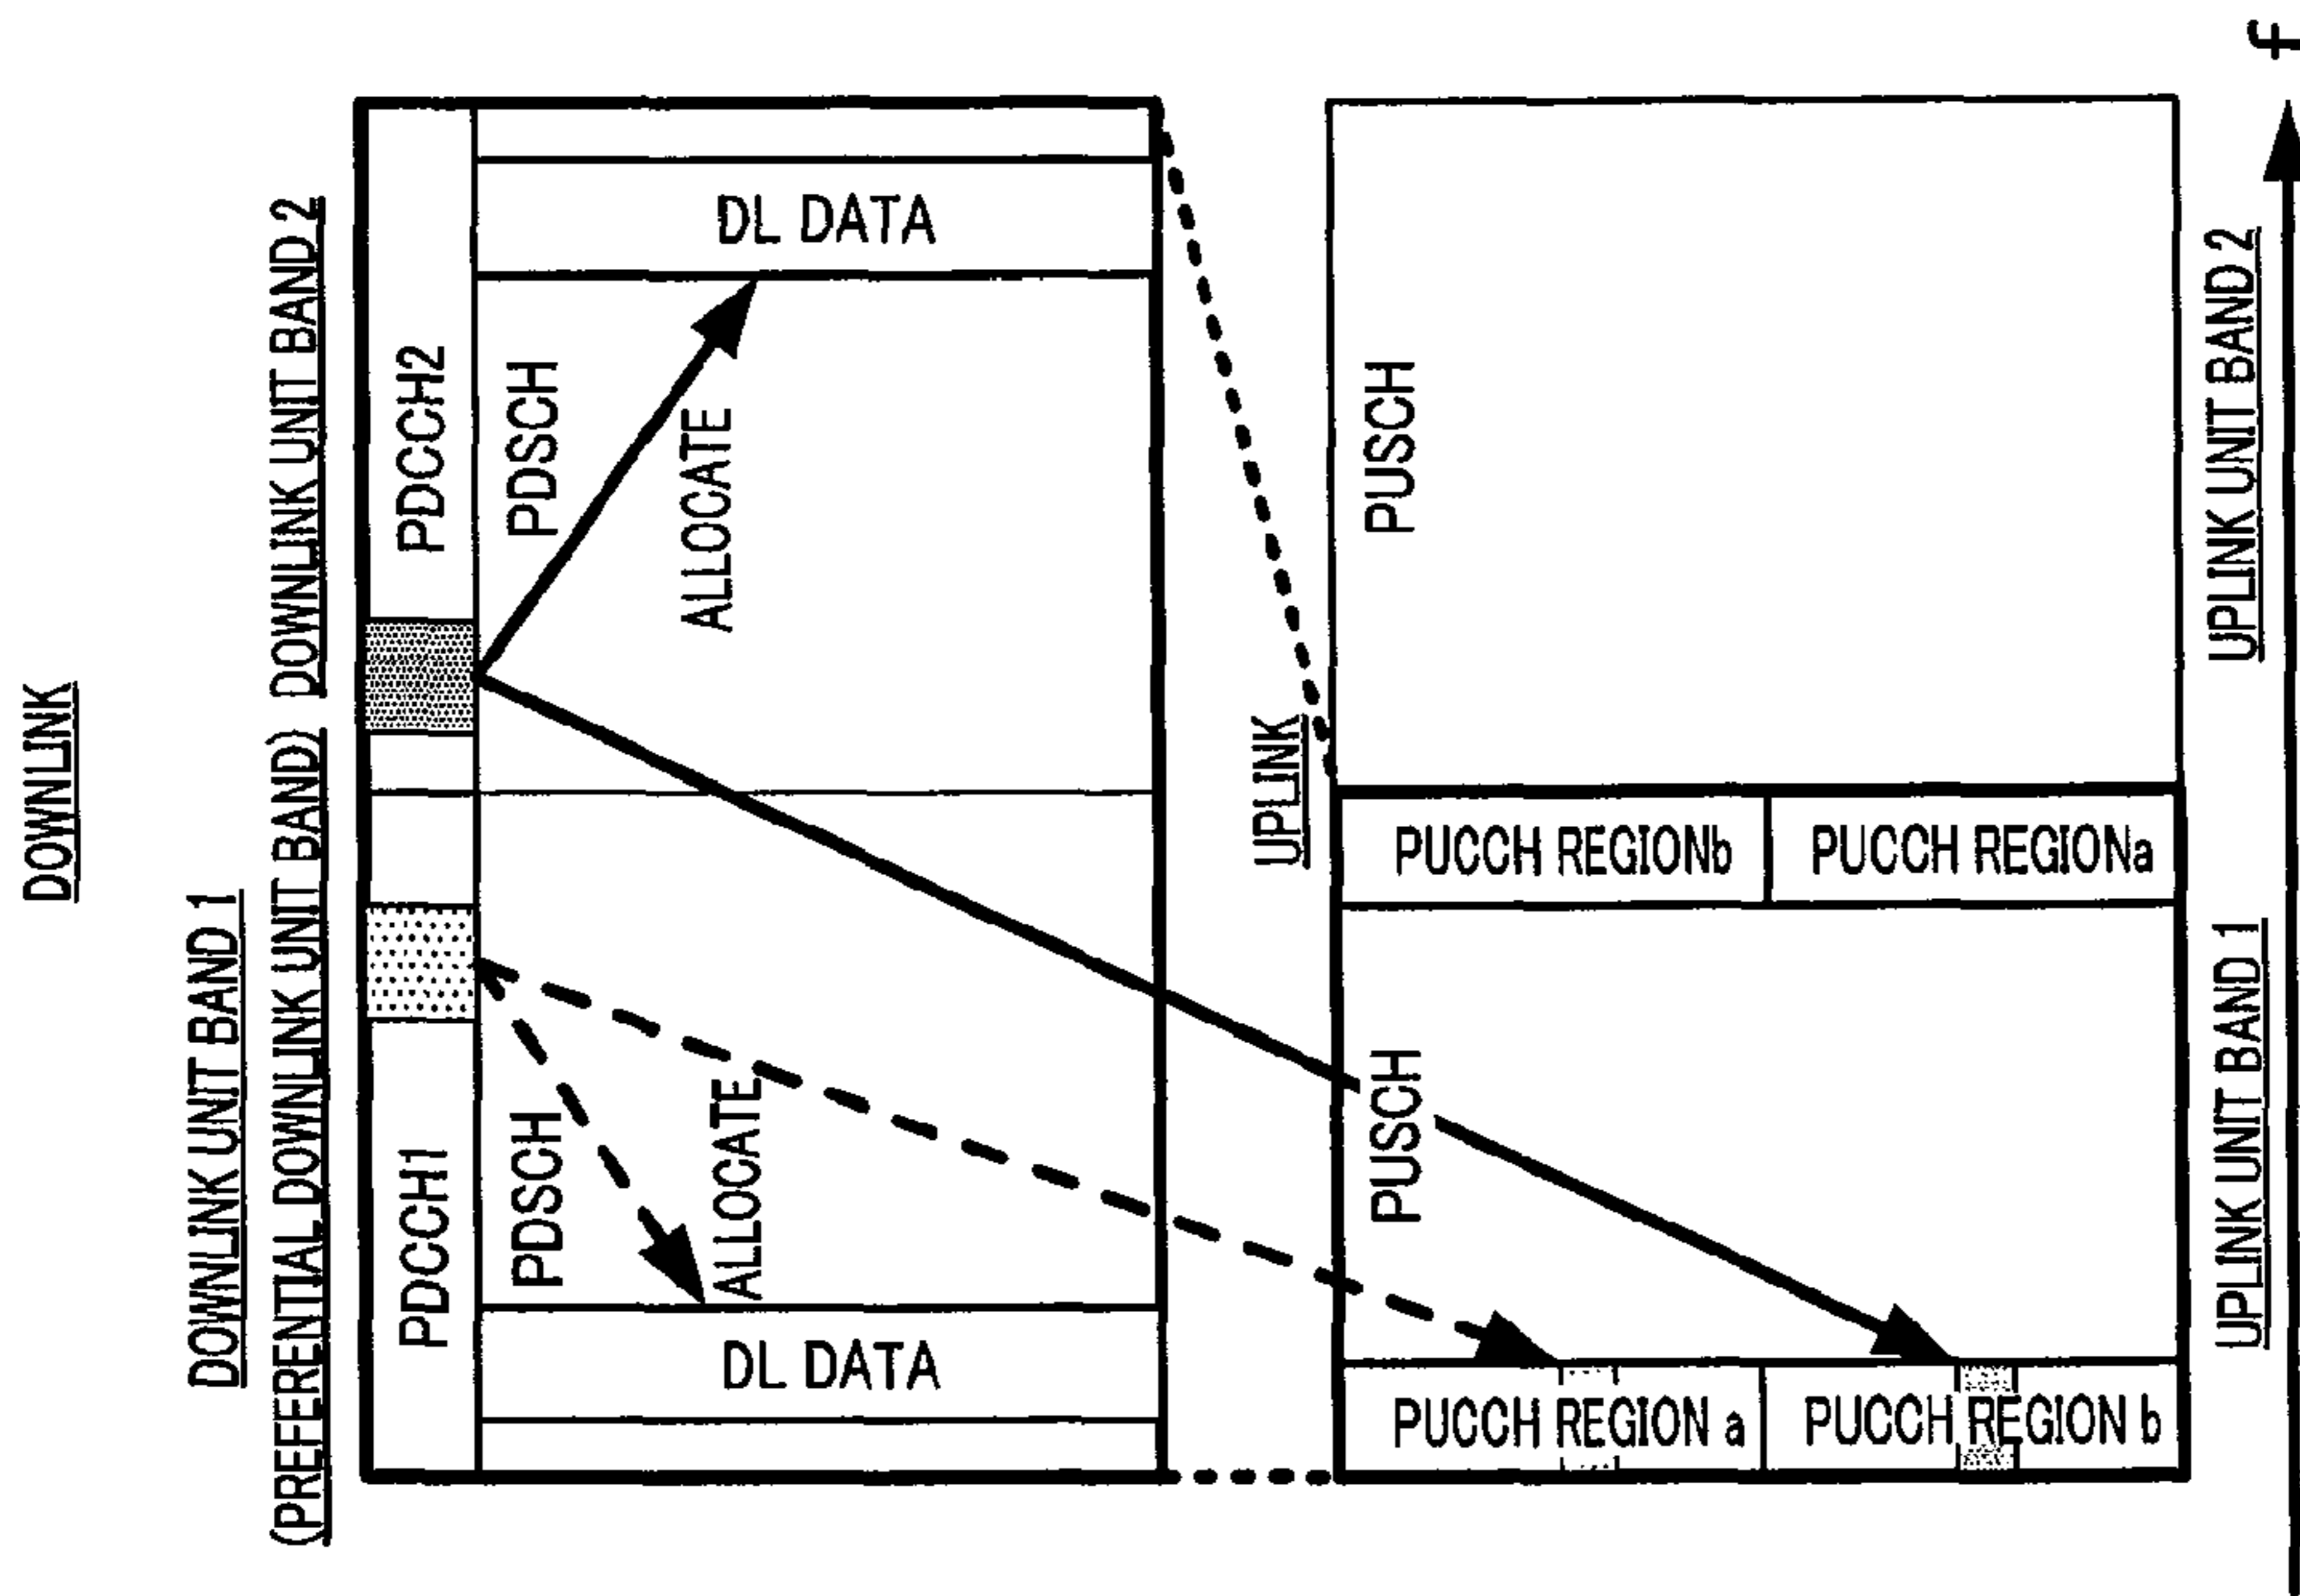 DOWNLINK
DOWNLINK UNIT BAND 1
(PREFERENTIAL DOWNLINK UNIT BAND)
DOWNLINK UNIT BAND 2
PDCCH2
PDSCH
ALLOCATE
DL DATA
PDCCH1
PDSCH
ALLOCATE
DL DATA
UPLINK
PUSCH
PUCCH REGIONb
PUCCH REGIONa
PUSCH
PUCCH REGION a
PUCCH REGION b
UPLINK UNIT BAND 2
UPLINK UNIT BAND 1
f